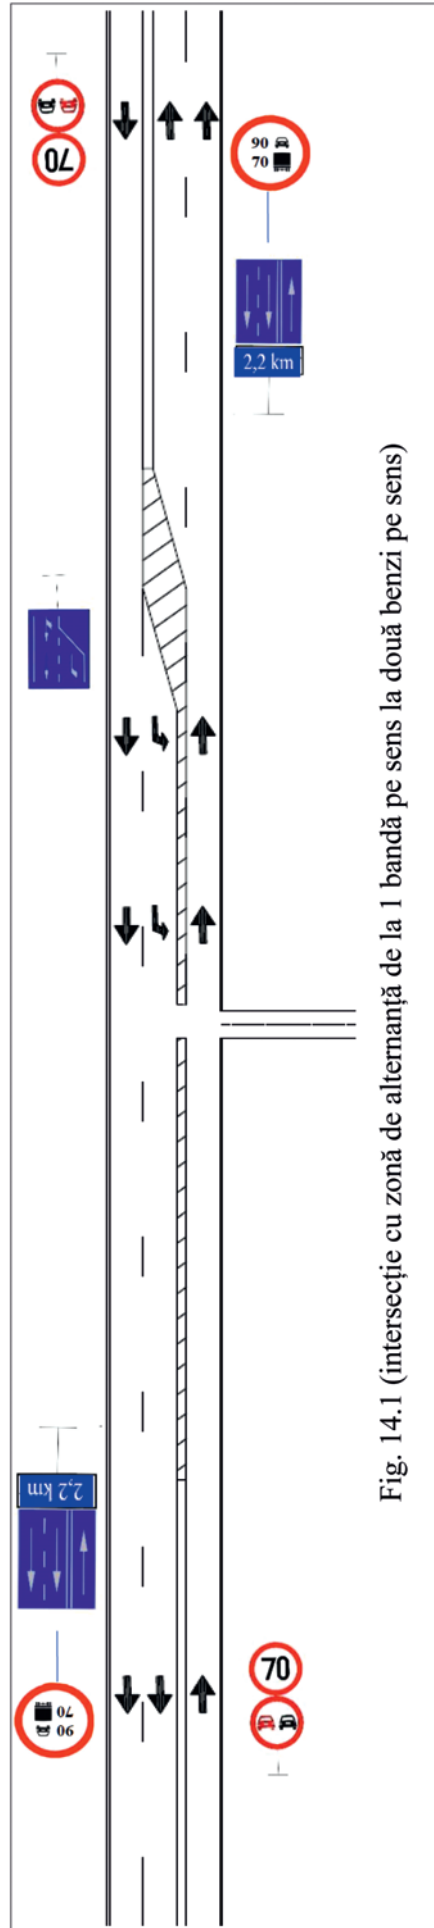 70
90
70
2,2 km
2,2 km
90
70
70
Fig. 14.1 (intersecție cu zonă de alternanță de la 1 bandă pe sens la două benzi pe sens)